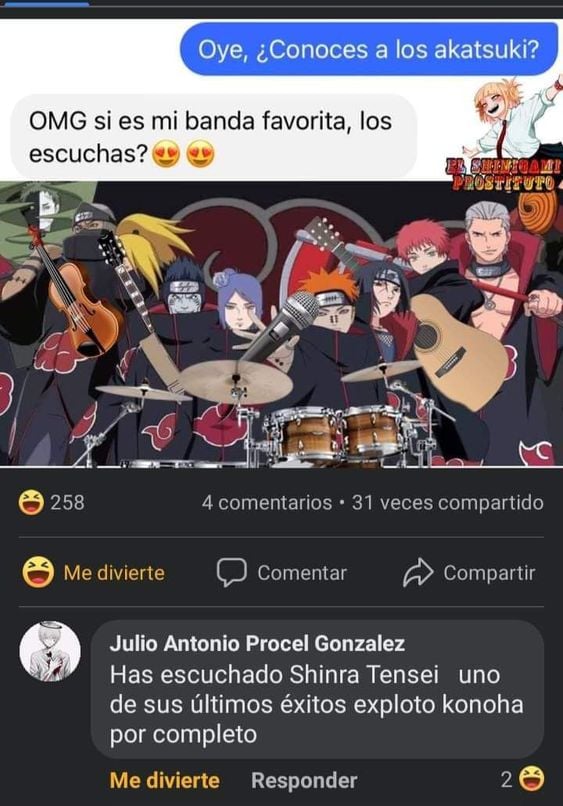 Oye, ¿Conoces a los akatsuki?
OMG si es mi banda favorita, los
escuchas?😍 😍
EL SHINIGAMI
PROSTITUTO
258
4 comentarios • 31 veces compartido
Me divierte
Comentar
Compartir
Julio Antonio Procel Gonzalez
Has escuchado Shinra Tensei uno
de sus últimos éxitos exploto konoha
por completo
Me divierte
Responder
2